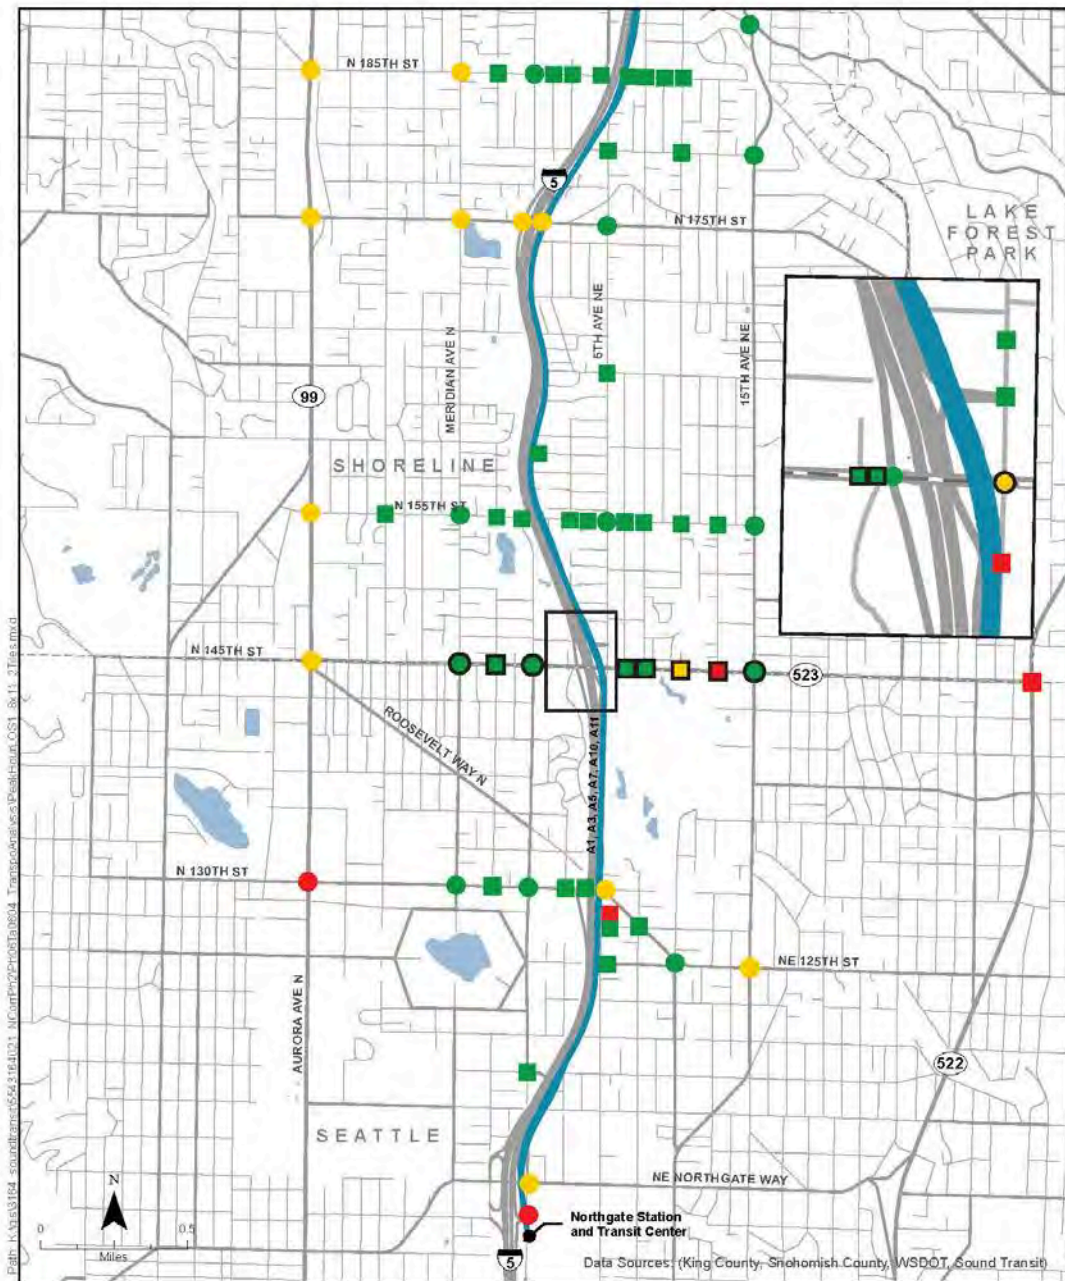 N 185TH ST
5
N 175TH ST
LAKE
FOREST
PARK
5TH AVE NE
MERIDIAN AVE N
15TH AVE NE
99
SHORELINE
N 155TH ST
N 145TH ST
523
ROOSEVELT WAY N
A1, A3, A5, A7, A10, A11
N 130TH ST
NE 125TH ST
AURORA AVE N
522
SEATTLE
NE NORTHGATE WAY
N
0 0.5
Miles
Northgate Station
and Transit Center
5
Data Sources: (King County, Snohomish County, WSDOT, Sound Transit)